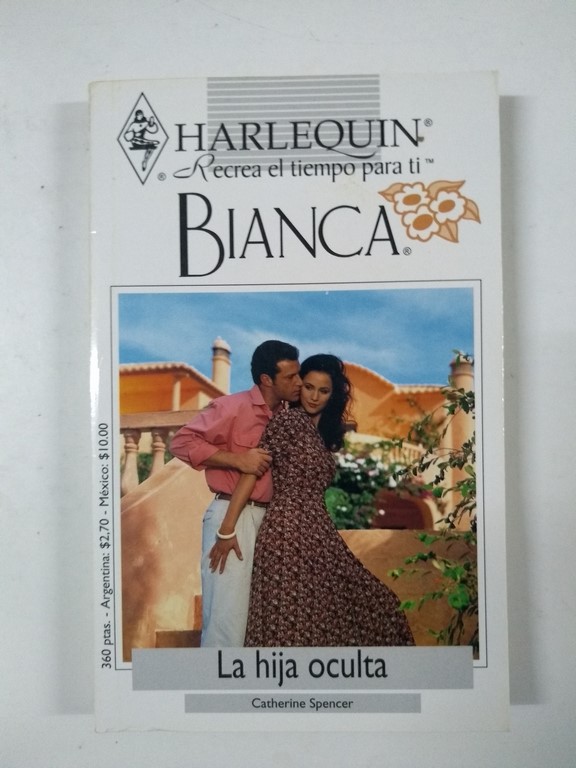 HARLEQUIN®
Recrea el tiempo para ti™
®
BIANCA®
360 ptas. - Argentina: $2,70 - México: $10.00
La hija oculta
Catherine Spencer